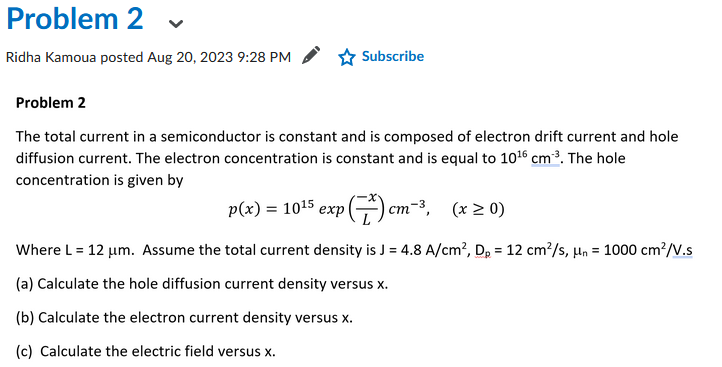 Problem 2
Ridha Kamoua posted Aug 20, 2023 9:28 PM Subscribe
Problem 2
The total current in a semiconductor is constant and is composed of electron drift current and hole
diffusion current. The electron concentration is constant and is equal to 10¹⁶ cm⁻³. The hole
concentration is given by
p(x) = 10¹⁵ exp(−x/L) cm⁻³, (x ≥ 0)
Where L = 12 μm. Assume the total current density is J = 4.8 A/cm², Dₚ = 12 cm²/s, μₙ = 1000 cm²/V.s
(a) Calculate the hole diffusion current density versus x.
(b) Calculate the electron current density versus x.
(c) Calculate the electric field versus x.